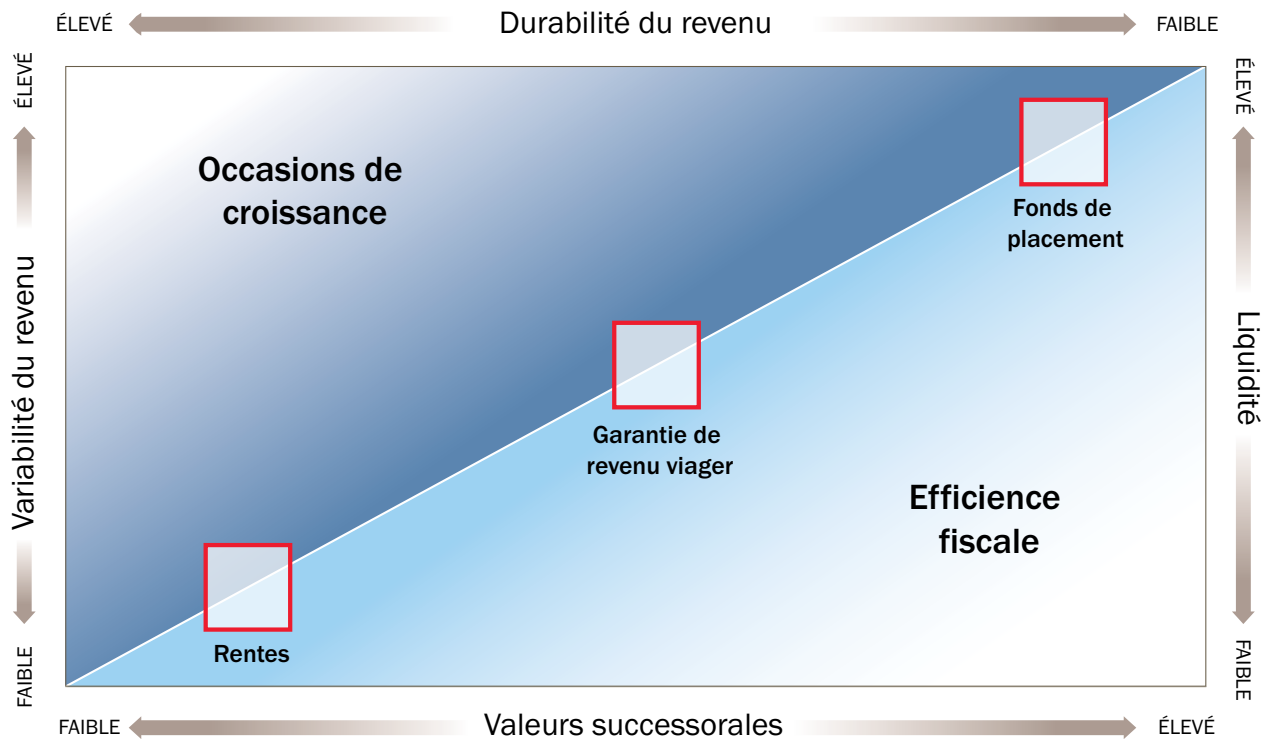 ÉLEVÉ
Durabilité du revenu
FAIBLE
ÉLEVÉ
Variabilité du revenu
FAIBLE
Occasions de
croissance
Fonds de
placement
Garantie de
revenu viager
Efficience
fiscale
Rentes
ÉLEVÉ
Liquidité
FAIBLE
FAIBLE
Valeurs successorales
ÉLEVÉ